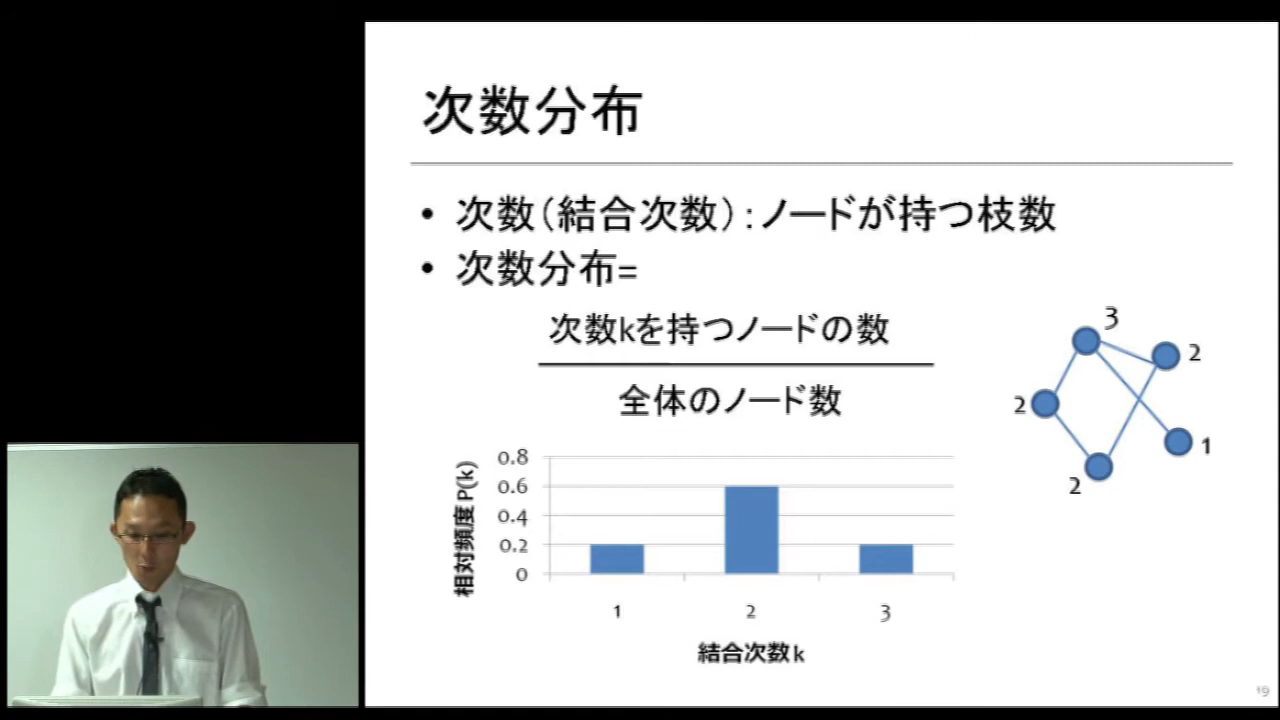 次数分布
• 次数(結合次数):ノードが持つ枝数
• 次数分布=
次数kを持つノードの数
全体のノード数
3
2
2
1
2
相対頻度 P(k)
0.8
0.6
0.4
0.2
0
1 2 3
結合次数 k
19